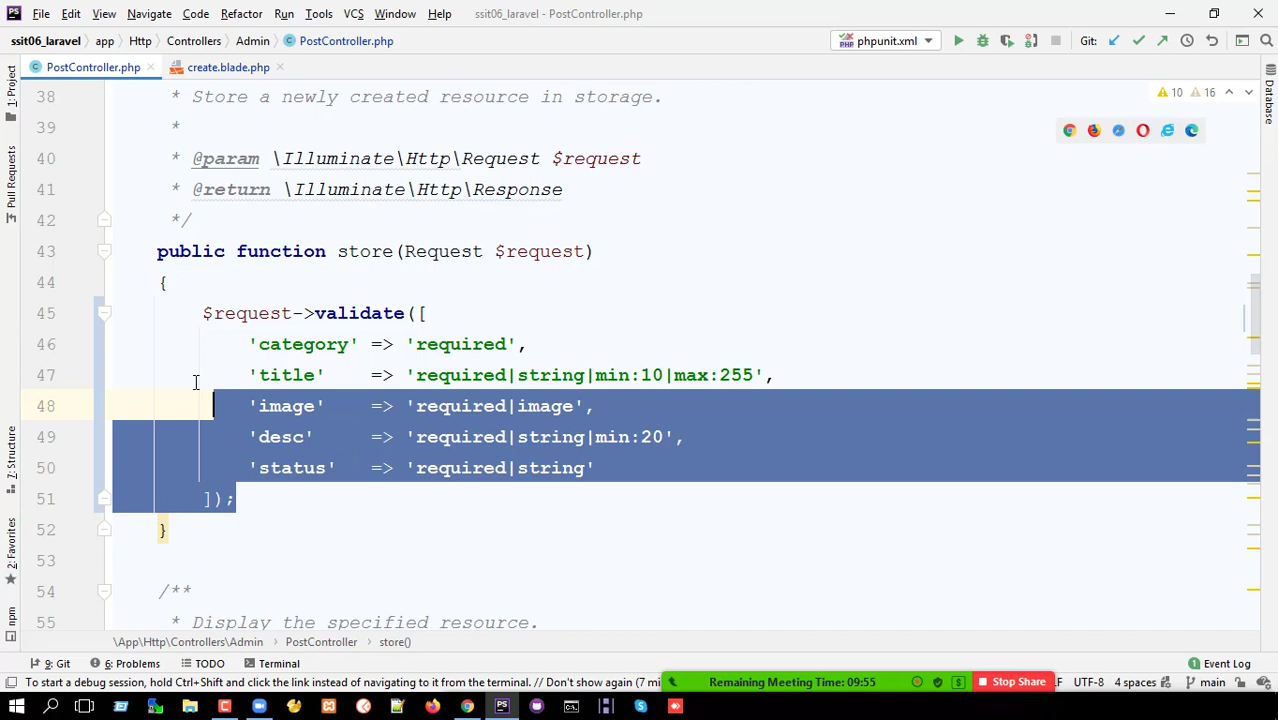 File Edit View Navigate Code Refactor Run Tools VCS Window Help ssit06_laravel - PostController.php
ssit06_laravel app Http Controllers Admin PostController.php phpunit.xml Git:
PostController.php create.blade.php
10 16
38 * Store a newly created resource in storage.
39 *
40 * @param \Illuminate\Http\Request $request
41 * @return \Illuminate\Http\Response
42 */
43 public function store(Request $request)
44 {
45 $request->validate([
46 'category' => 'required',
47 'title' => 'required|string|min:10|max:255',
48 'image' => 'required|image',
49 'desc' => 'required|string|min:20',
50 'status' => 'required|string'
51 ]);
52 }
53
54 /**
55 * Display the specified resource.
\App\Http\Controllers\Admin PostController store()
9: Git 6: Problems TODO Terminal Event Log
To start a debug session, hold Ctrl+Shift and click the link instead of navigating to it from the terminal. // Don't show again (7 mi Remaining Meeting Time: 09:55 Stop Share F UTF-8 4 spaces main
1: Project
Pull Requests
7: Structure
2: Favorites
npm
Database